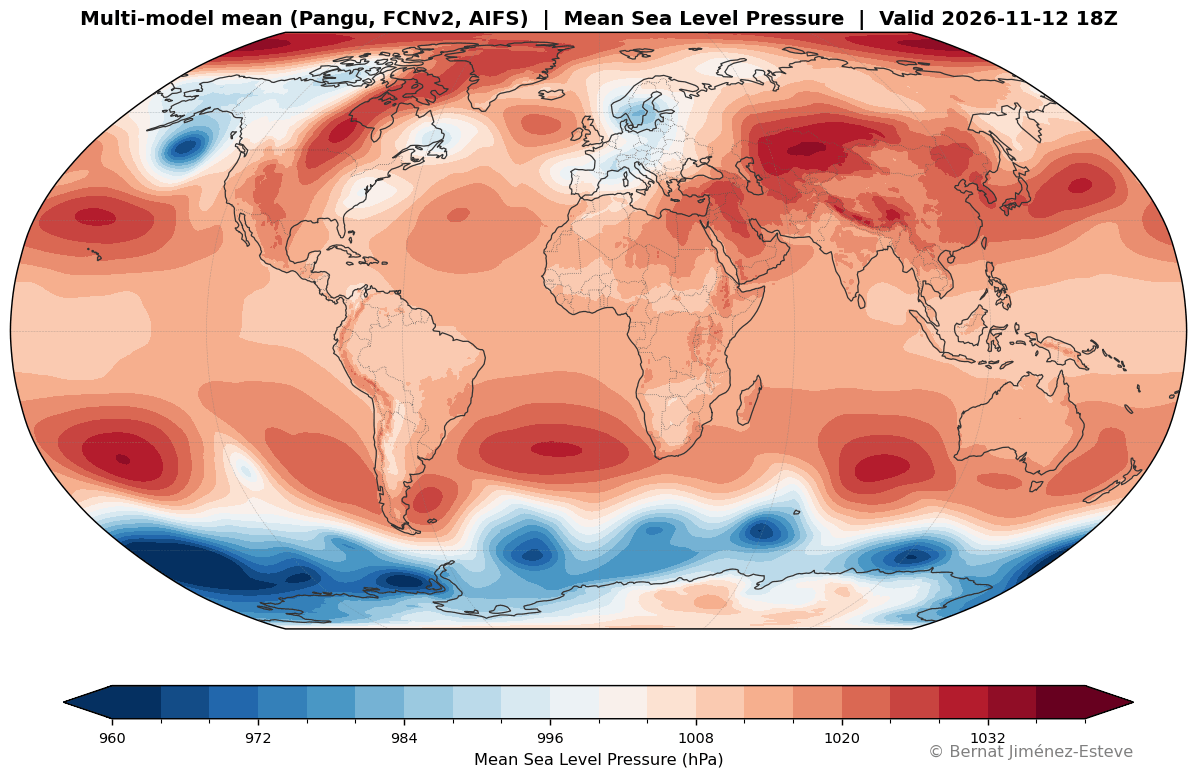 Multi-model mean (Pangu, FCNv2, AIFS)  |  Mean Sea Level Pressure  |  Valid 2026-11-12 18Z
960 972 984 996 1008 1020 1032
Mean Sea Level Pressure (hPa)
© Bernat Jiménez-Esteve